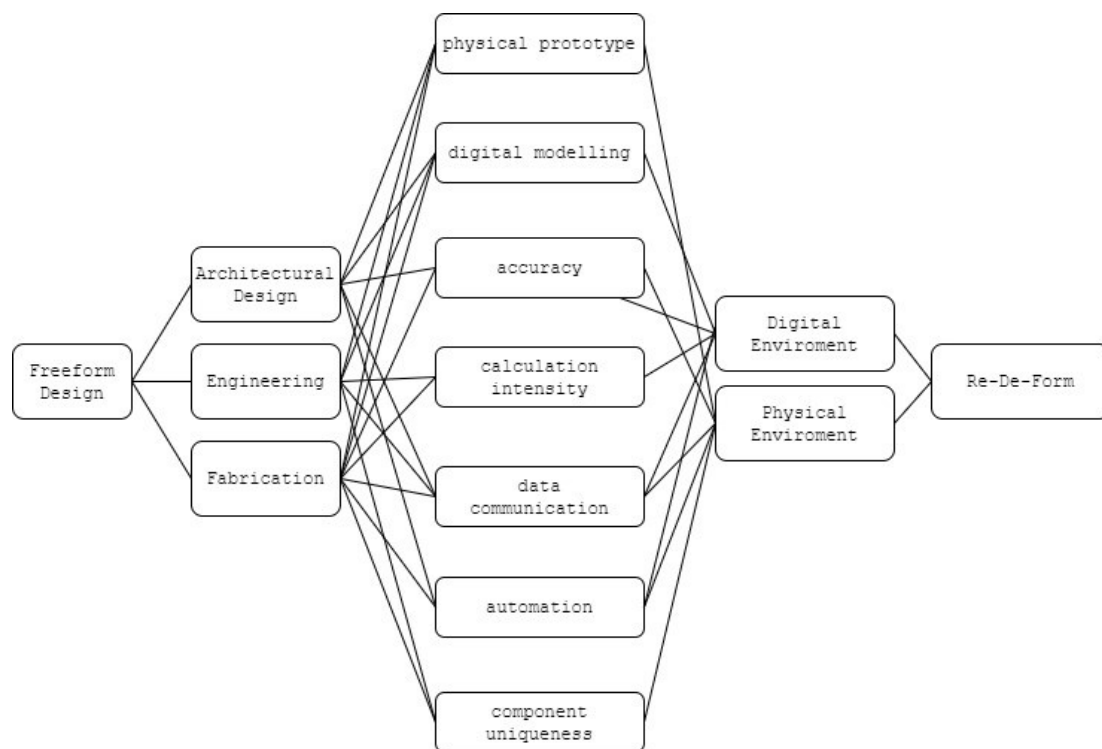 Freeform
Design
Architectural
Design
Engineering
Fabrication
physical prototype
digital modelling
accuracy
calculation
intensity
data
communication
automation
component
uniqueness
Digital
Enviroment
Physical
Enviroment
Re-De-Form